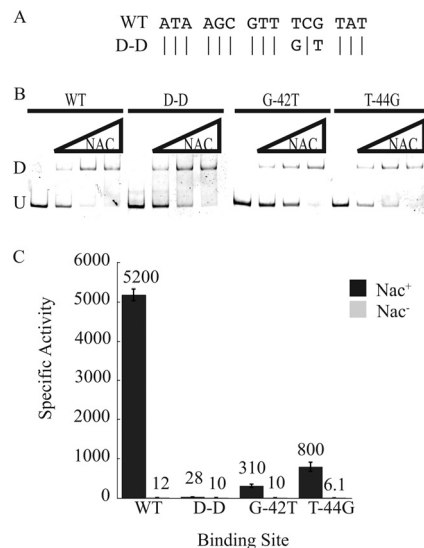 A
WT ATA AGC GTT TCG TAT
D-D ||| ||| ||| G|T |||
B
WT D-D G-42T T-44G
NAC NAC NAC NAC
D
U
C
Specific Activity
6000
5000
4000
3000
2000
1000
0
5200
12
28
10
310
10
800
6.1
Nac+
Nac-
WT D-D G-42T T-44G
Binding Site